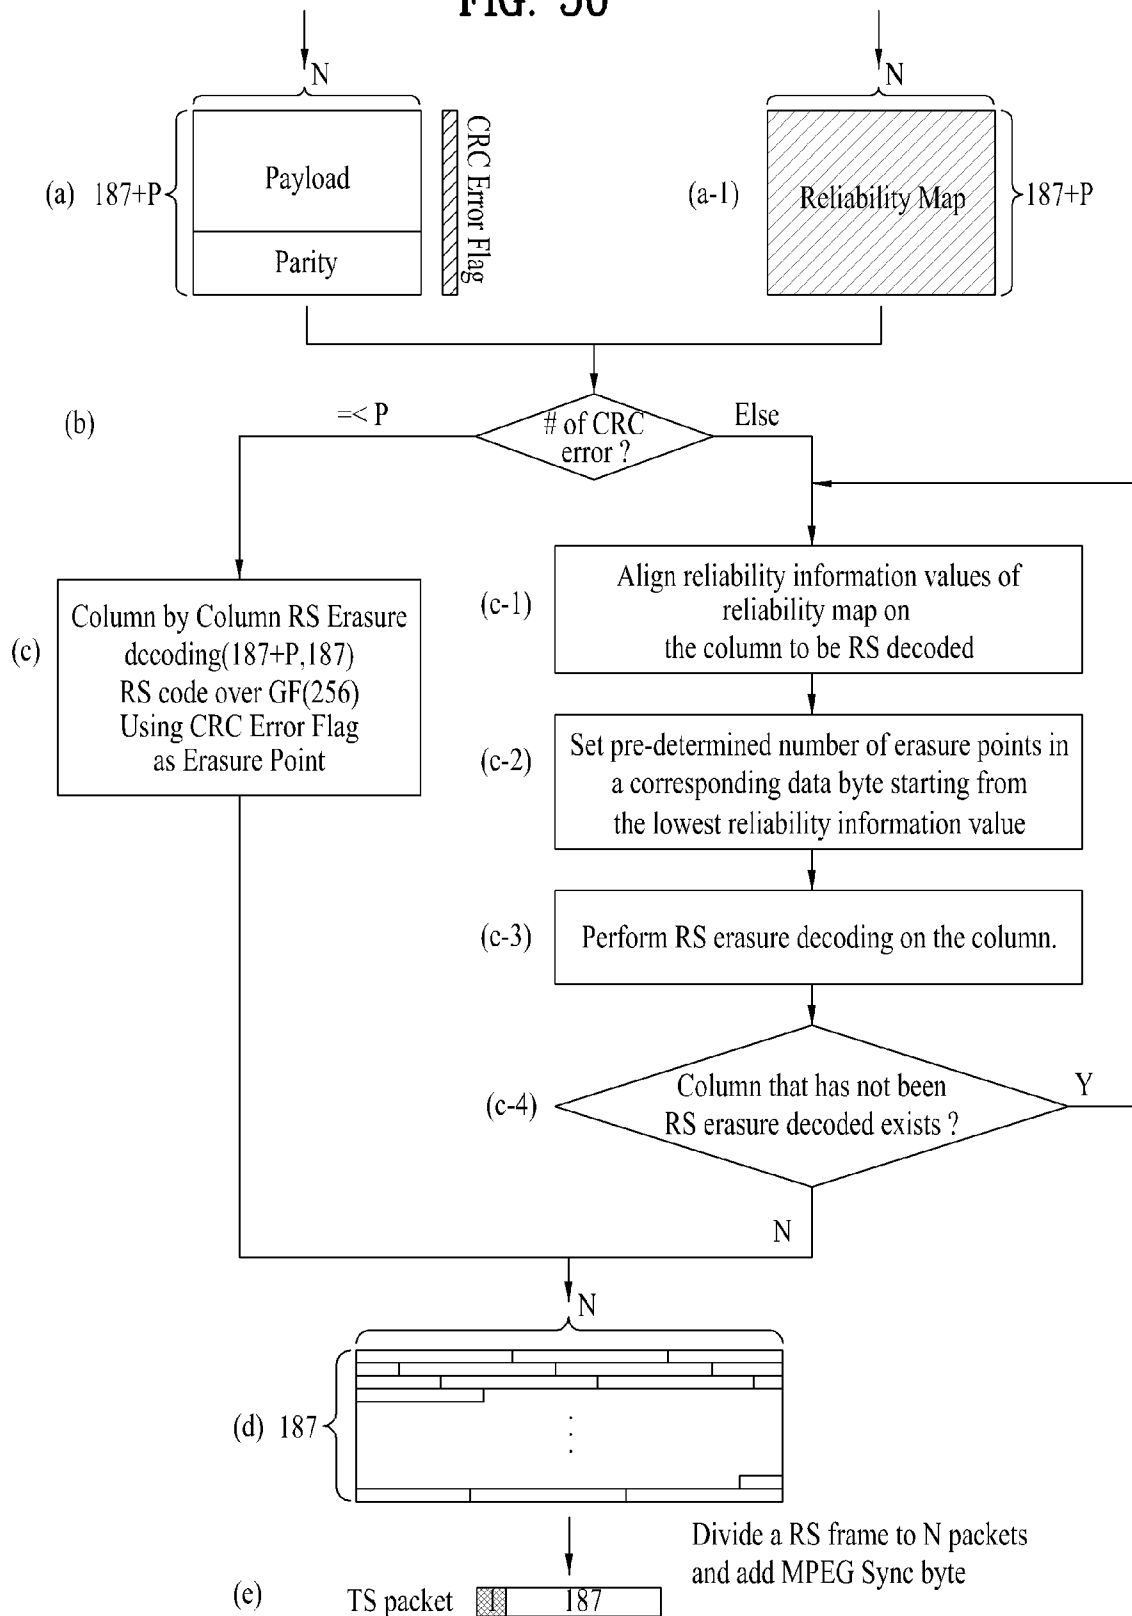 FIG. 50
N
N
(a) 187+P
Payload
Parity
CRC Error Flag
(a-1)
Reliability Map
187+P
(b)
=< P
# of CRC
error ?
Else
(c)
Column by Column RS Erasure
decoding(187+P,187)
RS code over GF(256)
Using CRC Error Flag
as Erasure Point
(c-1)
Align reliability information values of
reliability map on
the column to be RS decoded
(c-2)
Set pre-determined number of erasure points in
a corresponding data byte starting from
the lowest reliability information value
(c-3)
Perform RS erasure decoding on the column.
(c-4)
Column that has not been
RS erasure decoded exists ?
Y
N
N
(d) 187
Divide a RS frame to N packets
and add MPEG Sync byte
(e)
TS packet
1
187